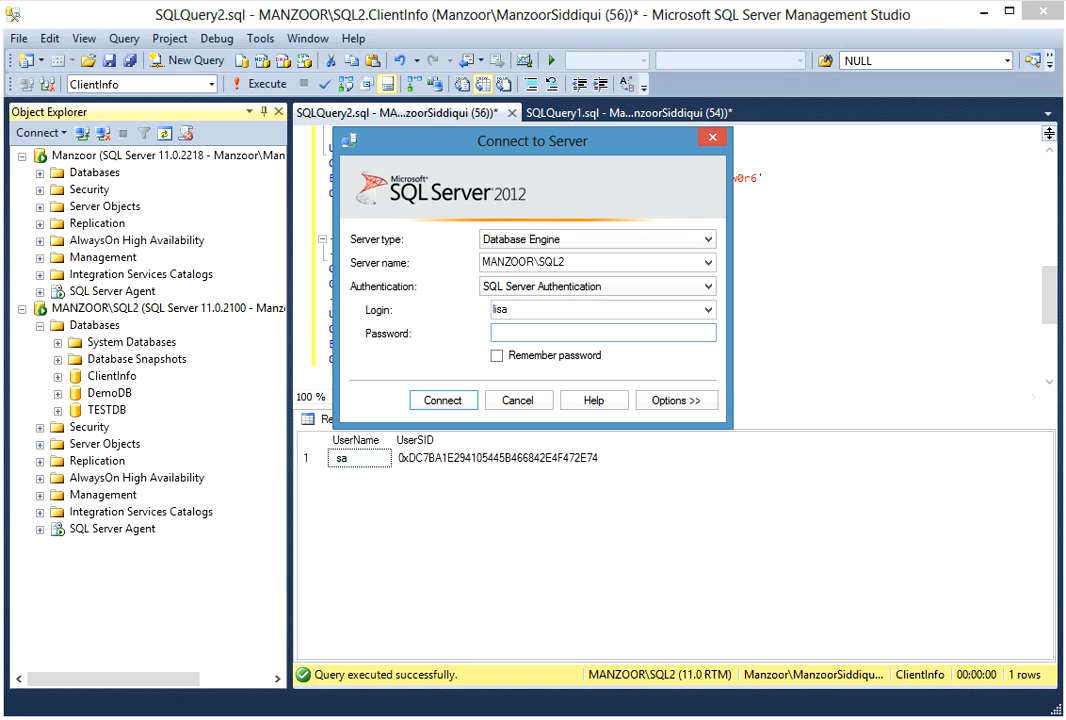 SQLQuery2.sql - MANZOOR\SQL2.ClientInfo (Manzoor\ManzoorSiddiqui (56))* - Microsoft SQL Server Management Studio
File Edit View Query Project Debug Tools Window Help
New Query NULL
ClientInfo Execute
Object Explorer
Connect
Manzoor (SQL Server 11.0.2218 - Manzoor\Man
Databases
Security
Server Objects
Replication
AlwaysOn High Availability
Management
Integration Services Catalogs
SQL Server Agent
MANZOOR\SQL2 (SQL Server 11.0.2100 - Manzo
Databases
System Databases
Database Snapshots
ClientInfo
DemoDB
TESTDB
Security
Server Objects
Replication
AlwaysOn High Availability
Management
Integration Services Catalogs
SQL Server Agent
SQLQuery2.sql - MA...zoorSiddiqui (56))* SQLQuery1.sql - Ma...nzoorSiddiqui (54))*
w0r6'
Connect to Server
Microsoft®
SQL Server 2012
Server type: Database Engine
Server name: MANZOOR\SQL2
Authentication: SQL Server Authentication
Login: lisa
Password:
Remember password
Connect Cancel Help Options >>
100 %
Re
UserName UserSID
1 sa 0xDC7BA1E294105445B466842E4F472E74
Query executed successfully. MANZOOR\SQL2 (11.0 RTM) Manzoor\ManzoorSiddiqu... ClientInfo 00:00:00 1 rows